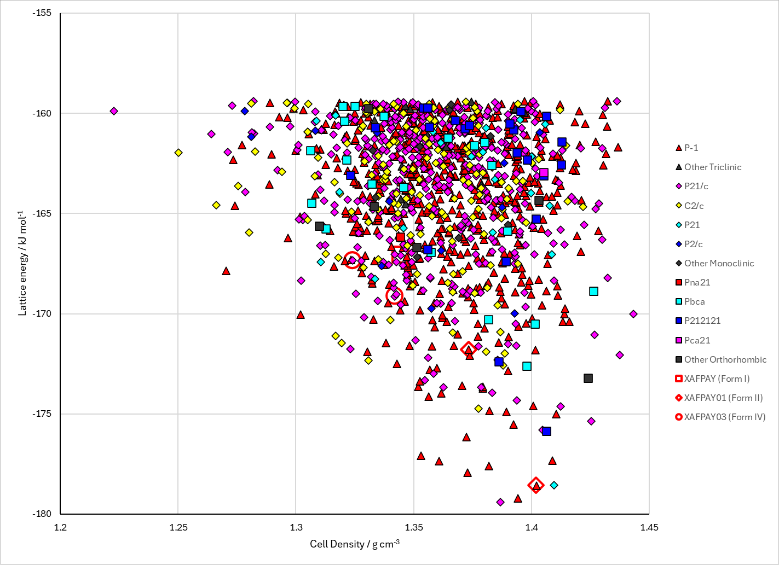 -155
-160
-165
-170
-175
-180
Lattice energy / kJ mol-1
1.2
1.25
1.3
1.35
1.4
1.45
Cell Density / g cm-3
P-1
Other Triclinic
P21/c
C2/c
P21
P2/c
Other Monoclinic
Pna21
Pbca
P212121
Pca21
Other Orthorhombic
XAFPAY (Form I)
XAFPAY01 (Form II)
XAFPAY03 (Form IV)